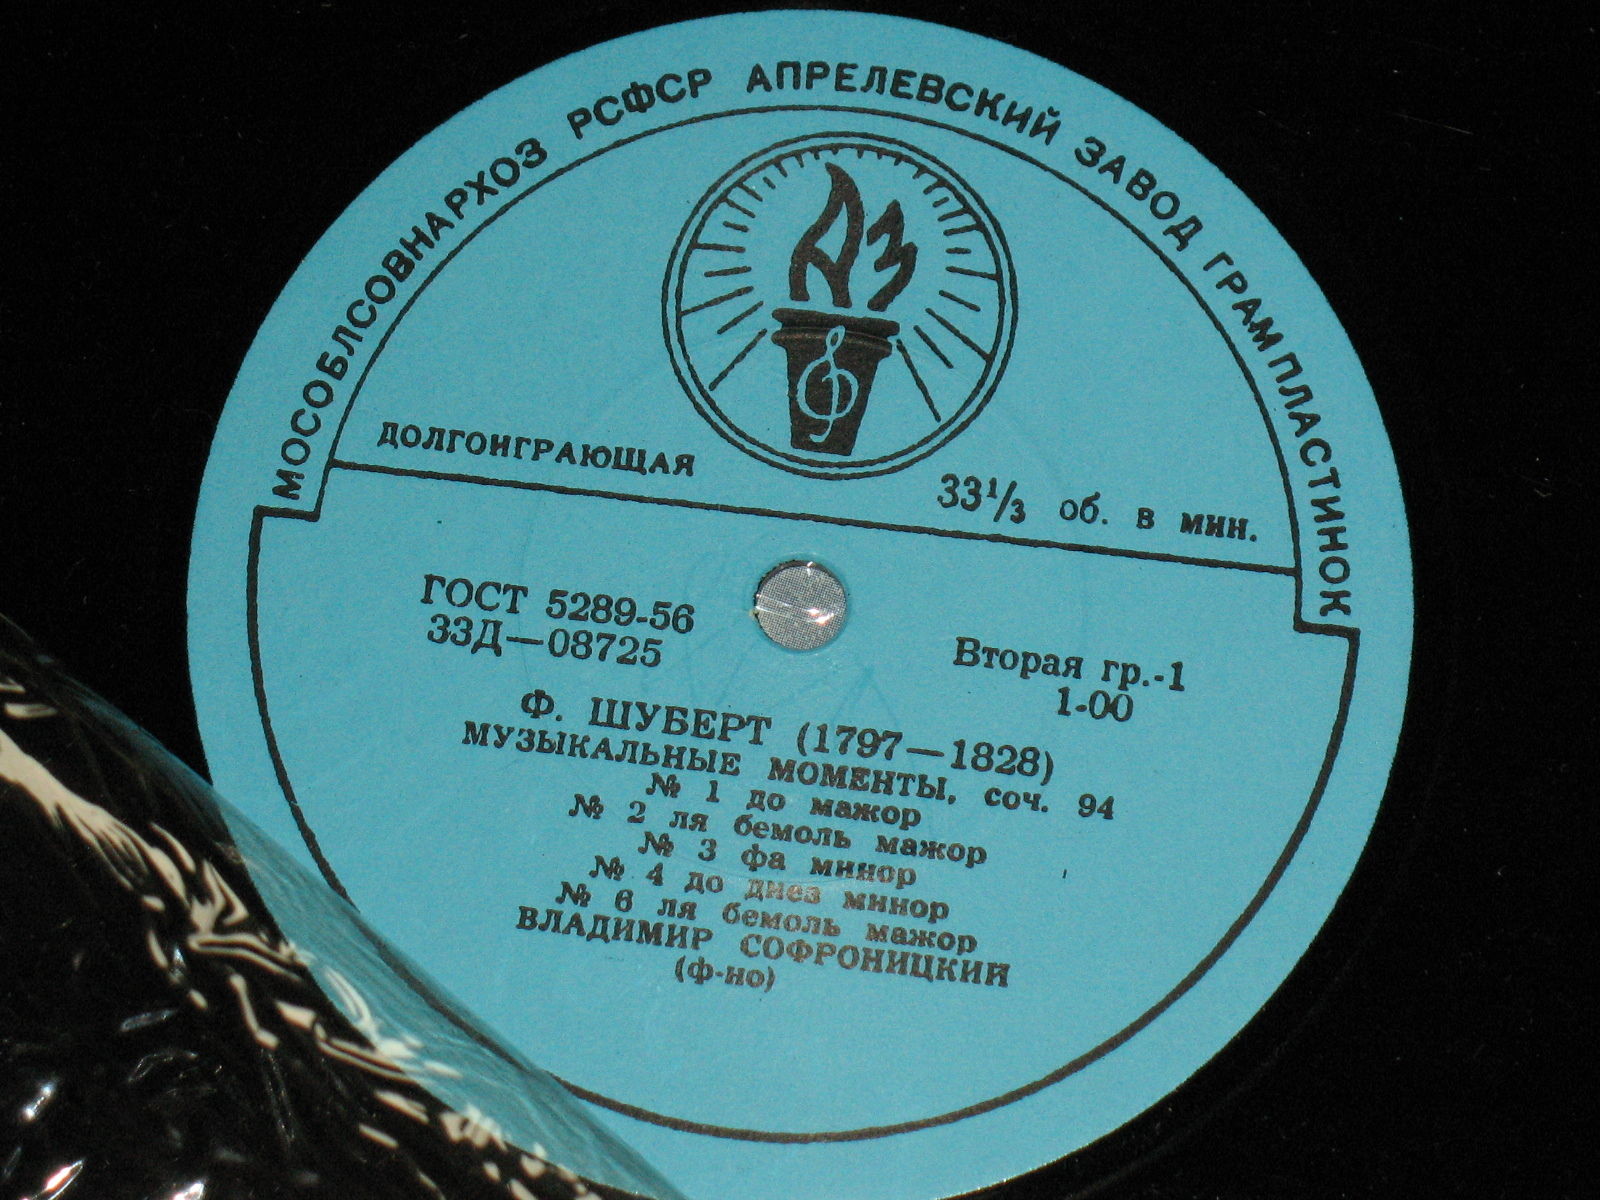 МОСОБЛСОВНАРХОЗ РСФСР АПРЕЛЕВСКИЙ ЗАВОД ГРАМПЛАСТИНОК
АЗ
ДОЛГОИГРАЮЩАЯ
33⅓ об. в мин.
ГОСТ 5289-56
33Д—08725
Вторая гр.-1
1-00
Ф. ШУБЕРТ (1797—1828)
МУЗЫКАЛЬНЫЕ МОМЕНТЫ, соч. 94
№ 1 до мажор
№ 2 ля бемоль мажор
№ 3 фа минор
№ 4 до диез минор
№ 6 ля бемоль мажор
ВЛАДИМИР СОФРОНИЦКИЙ
(ф-но)